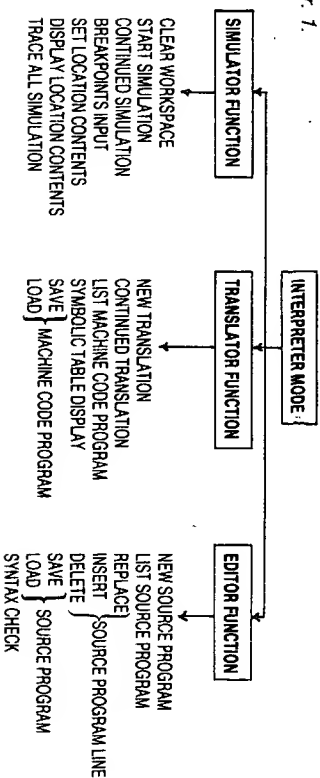 r. 1.
INTERPRETER MODE:
SIMULATOR FUNCTION
CLEAR WORKSPACE
START SIMULATION
CONTINUED SIMULATION
BREAKPOINTS INPUT
SET LOCATION CONTENTS
DISPLAY LOCATION CONTENTS
TRACE ALL SIMULATION
TRANSLATOR FUNCTION
NEW TRANSLATION
CONTINUED TRANSLATION
LIST MACHINE CODE PROGRAM
SYMBOLIC TABLE DISPLAY
SAVE
LOAD } MACHINE CODE PROGRAM
EDITOR FUNCTION
NEW SOURCE PROGRAM
LIST SOURCE PROGRAM
REPLACE
INSERT } SOURCE PROGRAM LINE
DELETE
SAVE
LOAD } SOURCE PROGRAM
SYNTAX CHECK